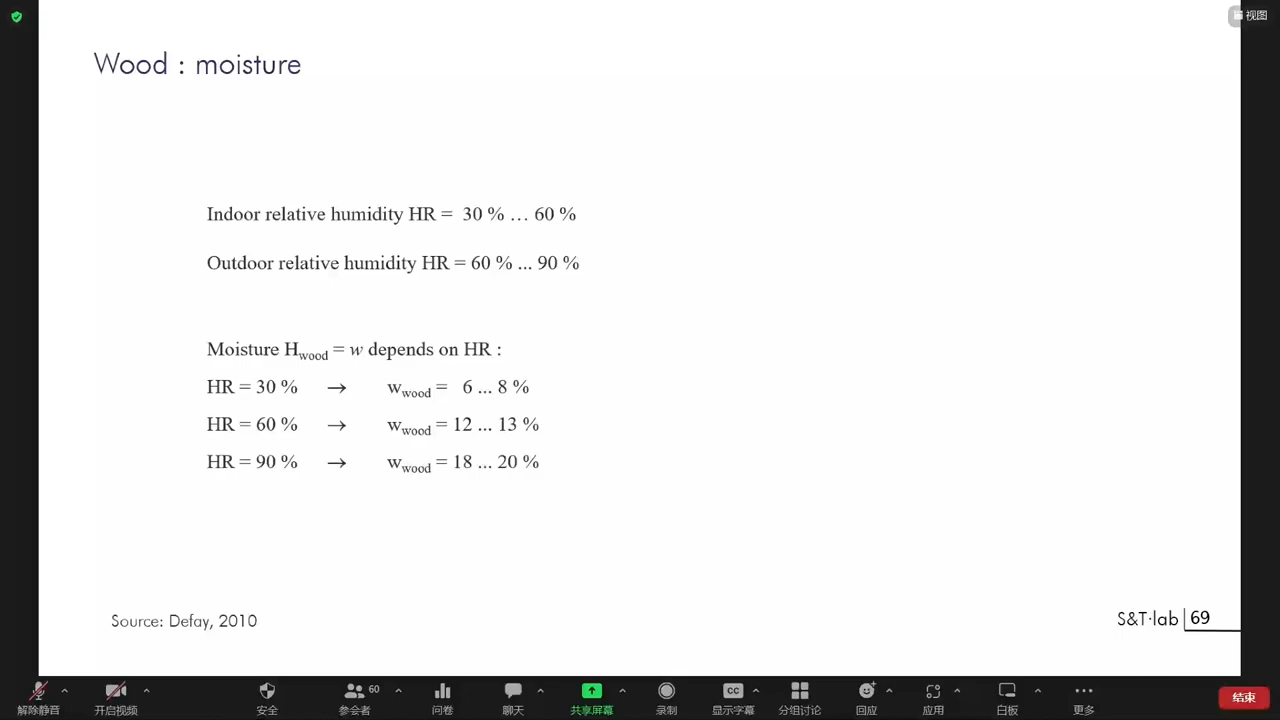 视图
Wood : moisture
Indoor relative humidity HR = 30 % … 60 %
Outdoor relative humidity HR = 60 % ... 90 %
Moisture Hwood = w depends on HR :
HR = 30 % → wwood = 6 ... 8 %
HR = 60 % → wwood = 12 ... 13 %
HR = 90 % → wwood = 18 ... 20 %
Source: Defay, 2010
S&T·lab 69
60
CC
解除静音 开启视频 安全 参会者 问卷 聊天 共享屏幕 录制 显示字幕 分组讨论 回应 应用 白板 更多 结束